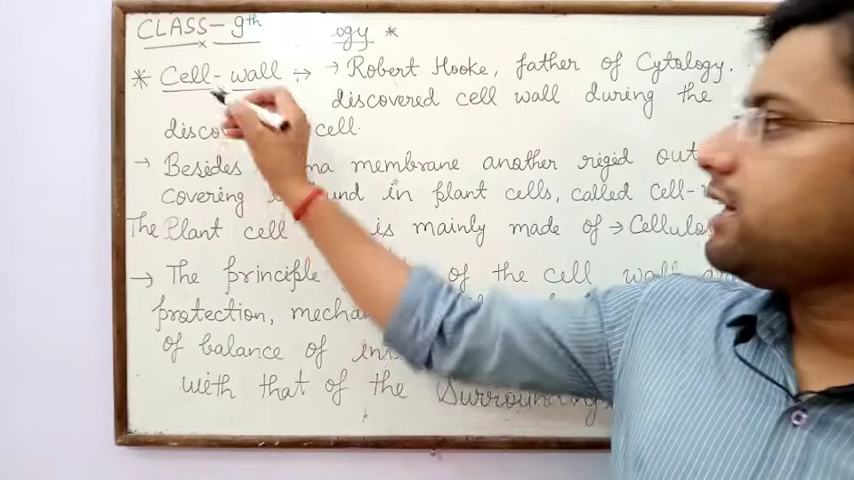 CLASS-9th ogy *
* Cell-wall :→ → Robert Hooke, father of Cytology.
discovered cell wall during the
disco cell.
→ Besides ma membrane another rigid out
covering und in plant cells, called cell-
The Plant cell is mainly made of → Cellulos
→ The principle of the cell wall
protection, mechan
of balance of
with that of the Surrounding